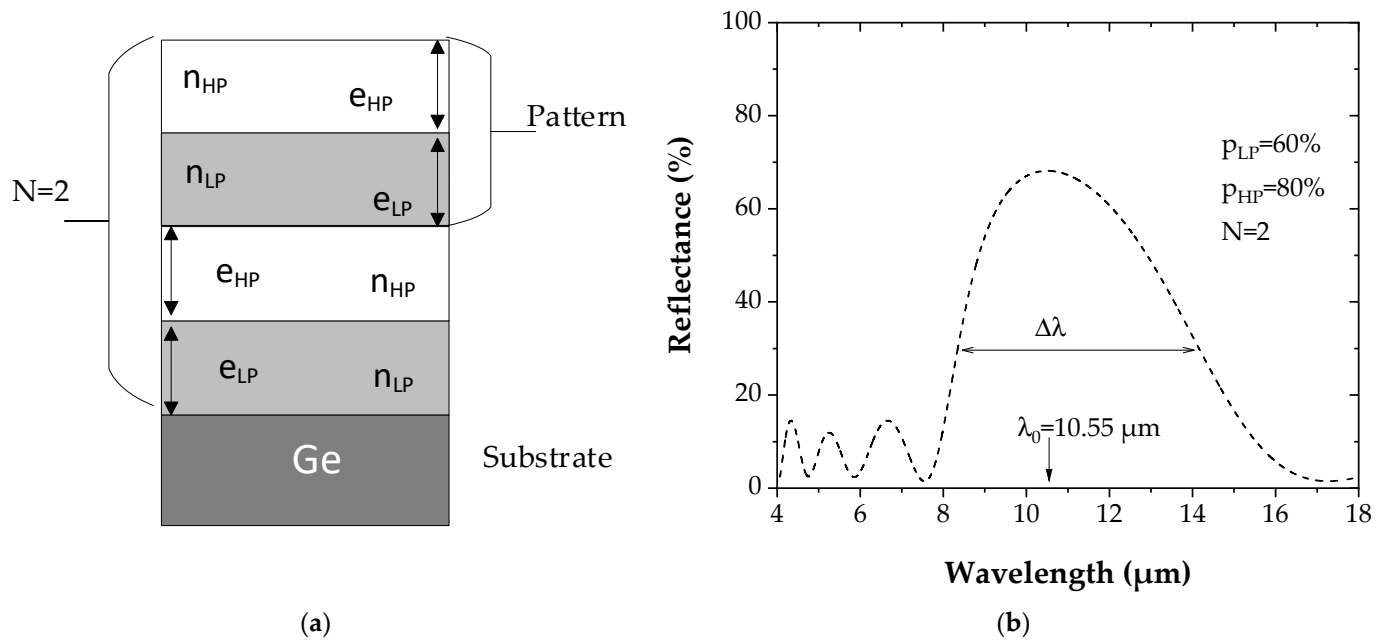 n_HP
e_HP
Pattern
n_LP
e_LP
N=2
e_HP
n_HP
e_LP
n_LP
Ge
Substrate
(a)
100
80
60
40
20
0
Reflectance (%)
p_LP=60%
p_HP=80%
N=2
Δλ
λ₀=10.55 μm
4 6 8 10 12 14 16 18
Wavelength (μm)
(b)